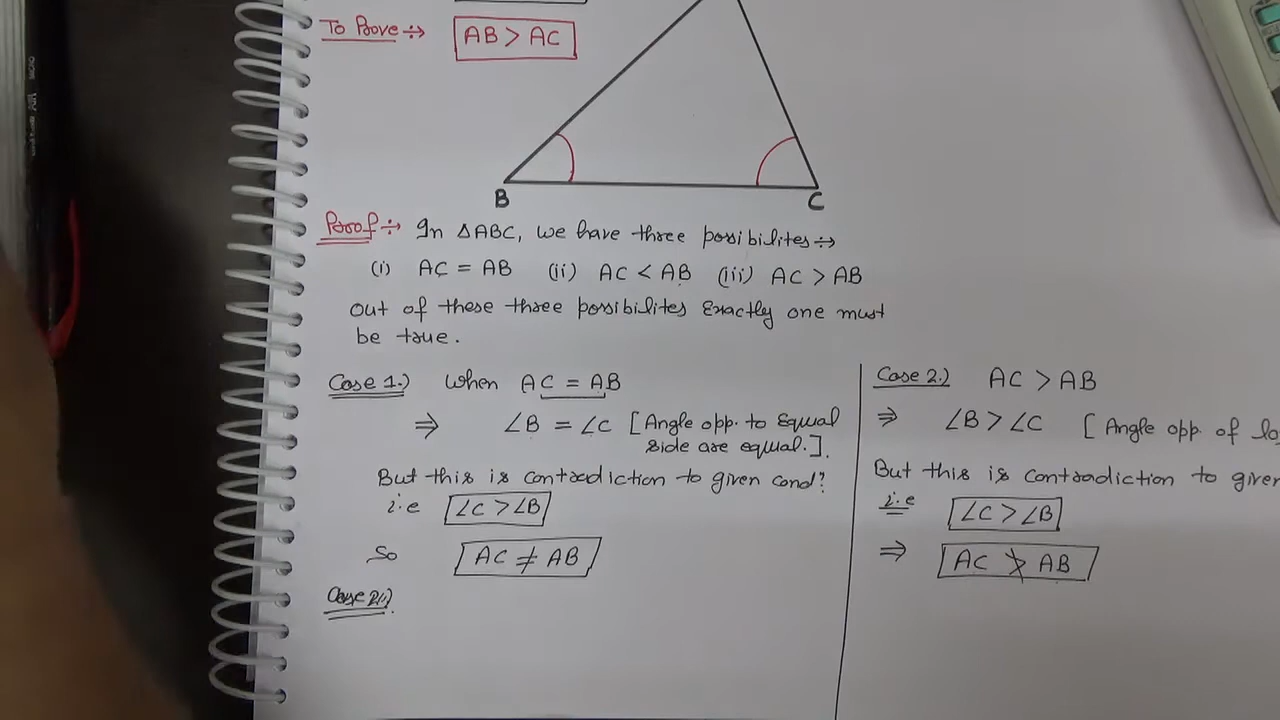 To Prove ÷→ AB > AC
B
C
Proof ÷→ In ΔABC, we have three possibilites ÷→
(i) AC = AB (ii) AC < AB (iii) AC > AB
out of these three possibilites Exactly one must
be true.
Case 1.) When AC = AB
⇒ ∠B = ∠C [Angle opp. to Equal
side are equal.].
But this is contradiction to given cond?
i.e ∠C > ∠B
So AC ≠ AB
Case 2.) AC > AB
⇒ ∠B > ∠C [Angle opp. of
But this is contradiction to given
i.e ∠C > ∠B
⇒ AC ≯ AB